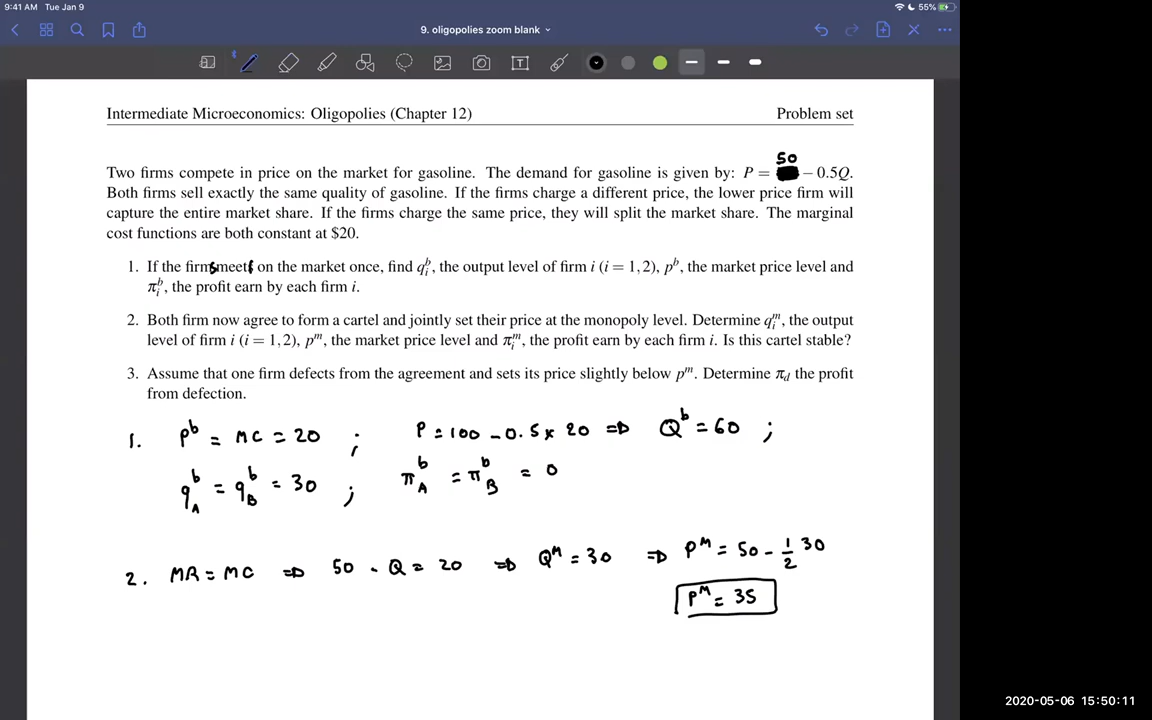 9:41 AM Tue Jan 9
55%
9. oligopolies zoom blank
Intermediate Microeconomics: Oligopolies (Chapter 12) Problem set
50
Two firms compete in price on the market for gasoline. The demand for gasoline is given by: P = − 0.5Q.
Both firms sell exactly the same quality of gasoline. If the firms charge a different price, the lower price firm will
capture the entire market share. If the firms charge the same price, they will split the market share. The marginal
cost functions are both constant at $20.
1. If the firms meet on the market once, find q_i^b, the output level of firm i (i = 1,2), p^b, the market price level and
π_i^b, the profit earn by each firm i.
2. Both firm now agree to form a cartel and jointly set their price at the monopoly level. Determine q_i^m, the output
level of firm i (i = 1,2), p^m, the market price level and π_i^m, the profit earn by each firm i. Is this cartel stable?
3. Assume that one firm defects from the agreement and sets its price slightly below p^m. Determine π_d the profit
from defection.
1. P^b = MC = 20 ; P = 100 - 0.5 × 20 ⇒ Q^b = 60 ;
q_A^b = q_B^b = 30 ; π_A^b = π_B^b = 0
2. MR = MC ⇒ 50 - Q = 20 ⇒ Q^M = 30 ⇒ P^M = 50 - 1/2 30
P^M = 35
2020-05-06 15:50:11